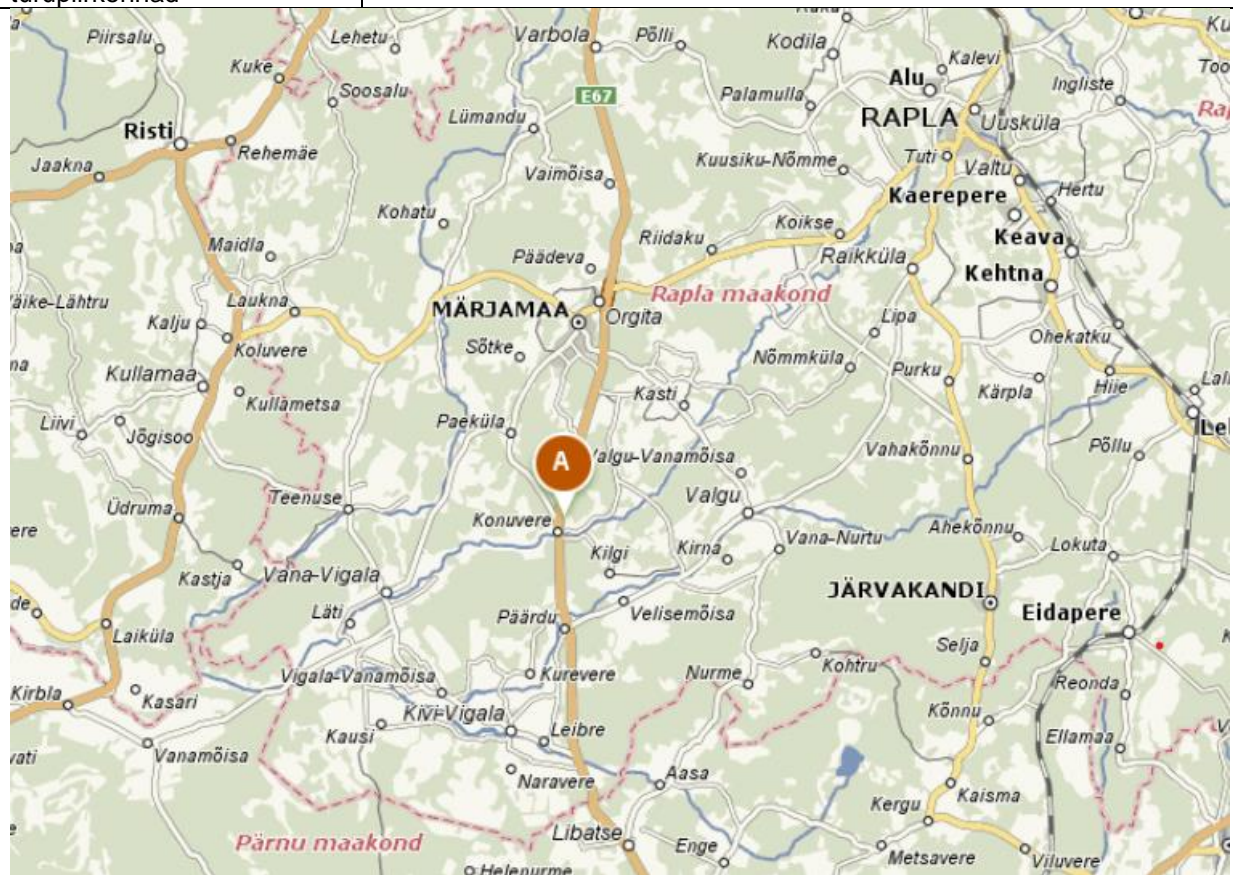 Piirsalu
Lehetu
Varbola
Põlli
Kodila
Kalevi
Kuke
Soosalu
E67
Alu
Ingliste
Palamulla
Lümandu
RAPLA
Uusküla
Risti
Rehemäe
Jaakna
Vaimõisa
Kuusiku-Nõmme
Tuti
Valtu
Hertu
Kaerepere
Kohatu
Koikse
Riidaku
Keava
Maidla
Päädeva
Raikküla
Kehtna
Rapla maakond
Laukna
MÄRJAMAA
Orgita
Kalju
Lipa
Ohekatku
Koluvere
Sõtke
Nõmmküla
Kullamaa
Purku
Kärpla
Hiie
Kullametsa
Kasti
Liivi
Jõgisoo
Paeküla
A
Valgu-Vanamõisa
Vahakõnnu
Põllu
Teenuse
Valgu
Üdruma
Konuvere
Ahekõnnu
Kilgi
Kirna
Vana-Nurtu
Lokuta
Kastja
Vana-Vigala
JÄRVAKANDI
Läti
Päärdu
Velisemõisa
Eidapere
Laiküla
Selja
Kohtru
Vigala-Vanamõisa
Kurevere
Nurme
Reonda
Kirbla
Kasari
Kivi-Vigala
Kõnnu
Kausi
Leibre
Ellamaa
Vanamõisa
Naravere
Aasa
Kaisma
Kergu
Pärnu maakond
Libatse
Enge
Metsavere
Viluvere
Helenurme